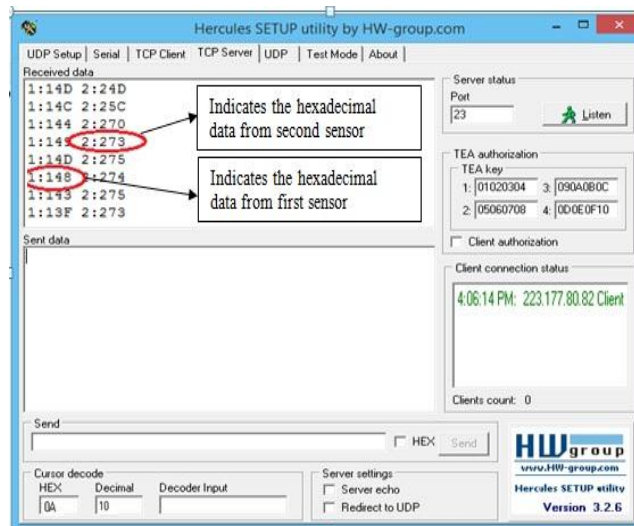 Hercules SETUP utility by HW-group.com
UDP Setup Serial TCP Client TCP Server UDP Test Mode About
Received data
1:14D 2:24D
1:14C 2:25C
1:144 2:270
1:149 2:273
1:14D 2:275
1:148 2:274
1:143 2:275
1:13F 2:273
Indicates the hexadecimal
data from second sensor
Indicates the hexadecimal
data from first sensor
Server status
Port
23 Listen
TEA authorization
TEA key
1: 01020304 3: 090A0B0C
2: 05060708 4: 0D0E0F10
Client authorization
Sent data
Client connection status
4:06:14 PM: 223.177.80.82 Client
Clients count: 0
Send
HEX Send
Cursor decode
HEX Decimal Decoder Input
0A 10
Server settings
Server echo
Redirect to UDP
HW group
www.HW-group.com
Hercules SETUP utility
Version 3.2.6